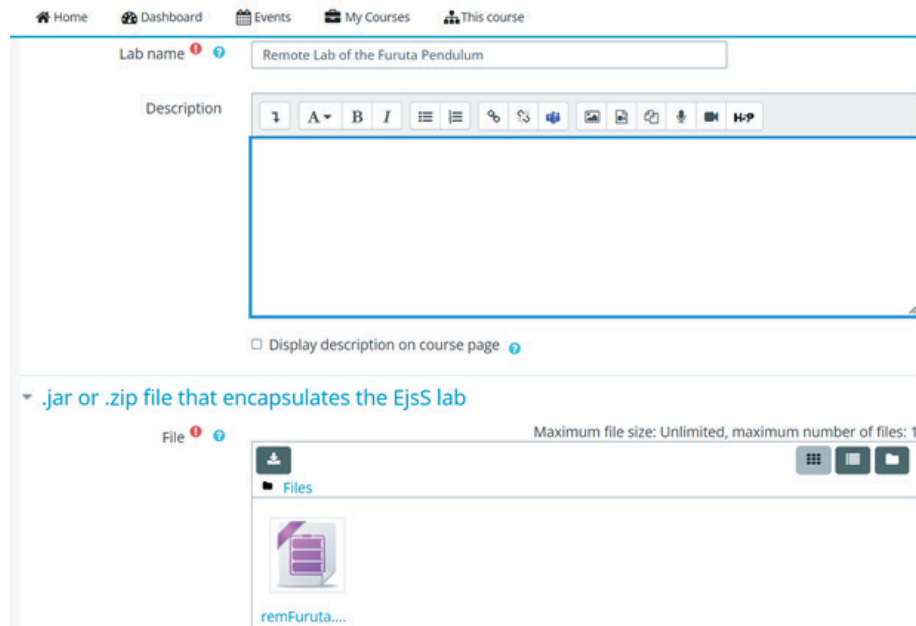 Home Dashboard Events My Courses This course
Lab name Remote Lab of the Furuta Pendulum
Description A B I H-P
Display description on course page
.jar or .zip file that encapsulates the EjsS lab
File Maximum file size: Unlimited, maximum number of files: 1
Files
remFuruta....